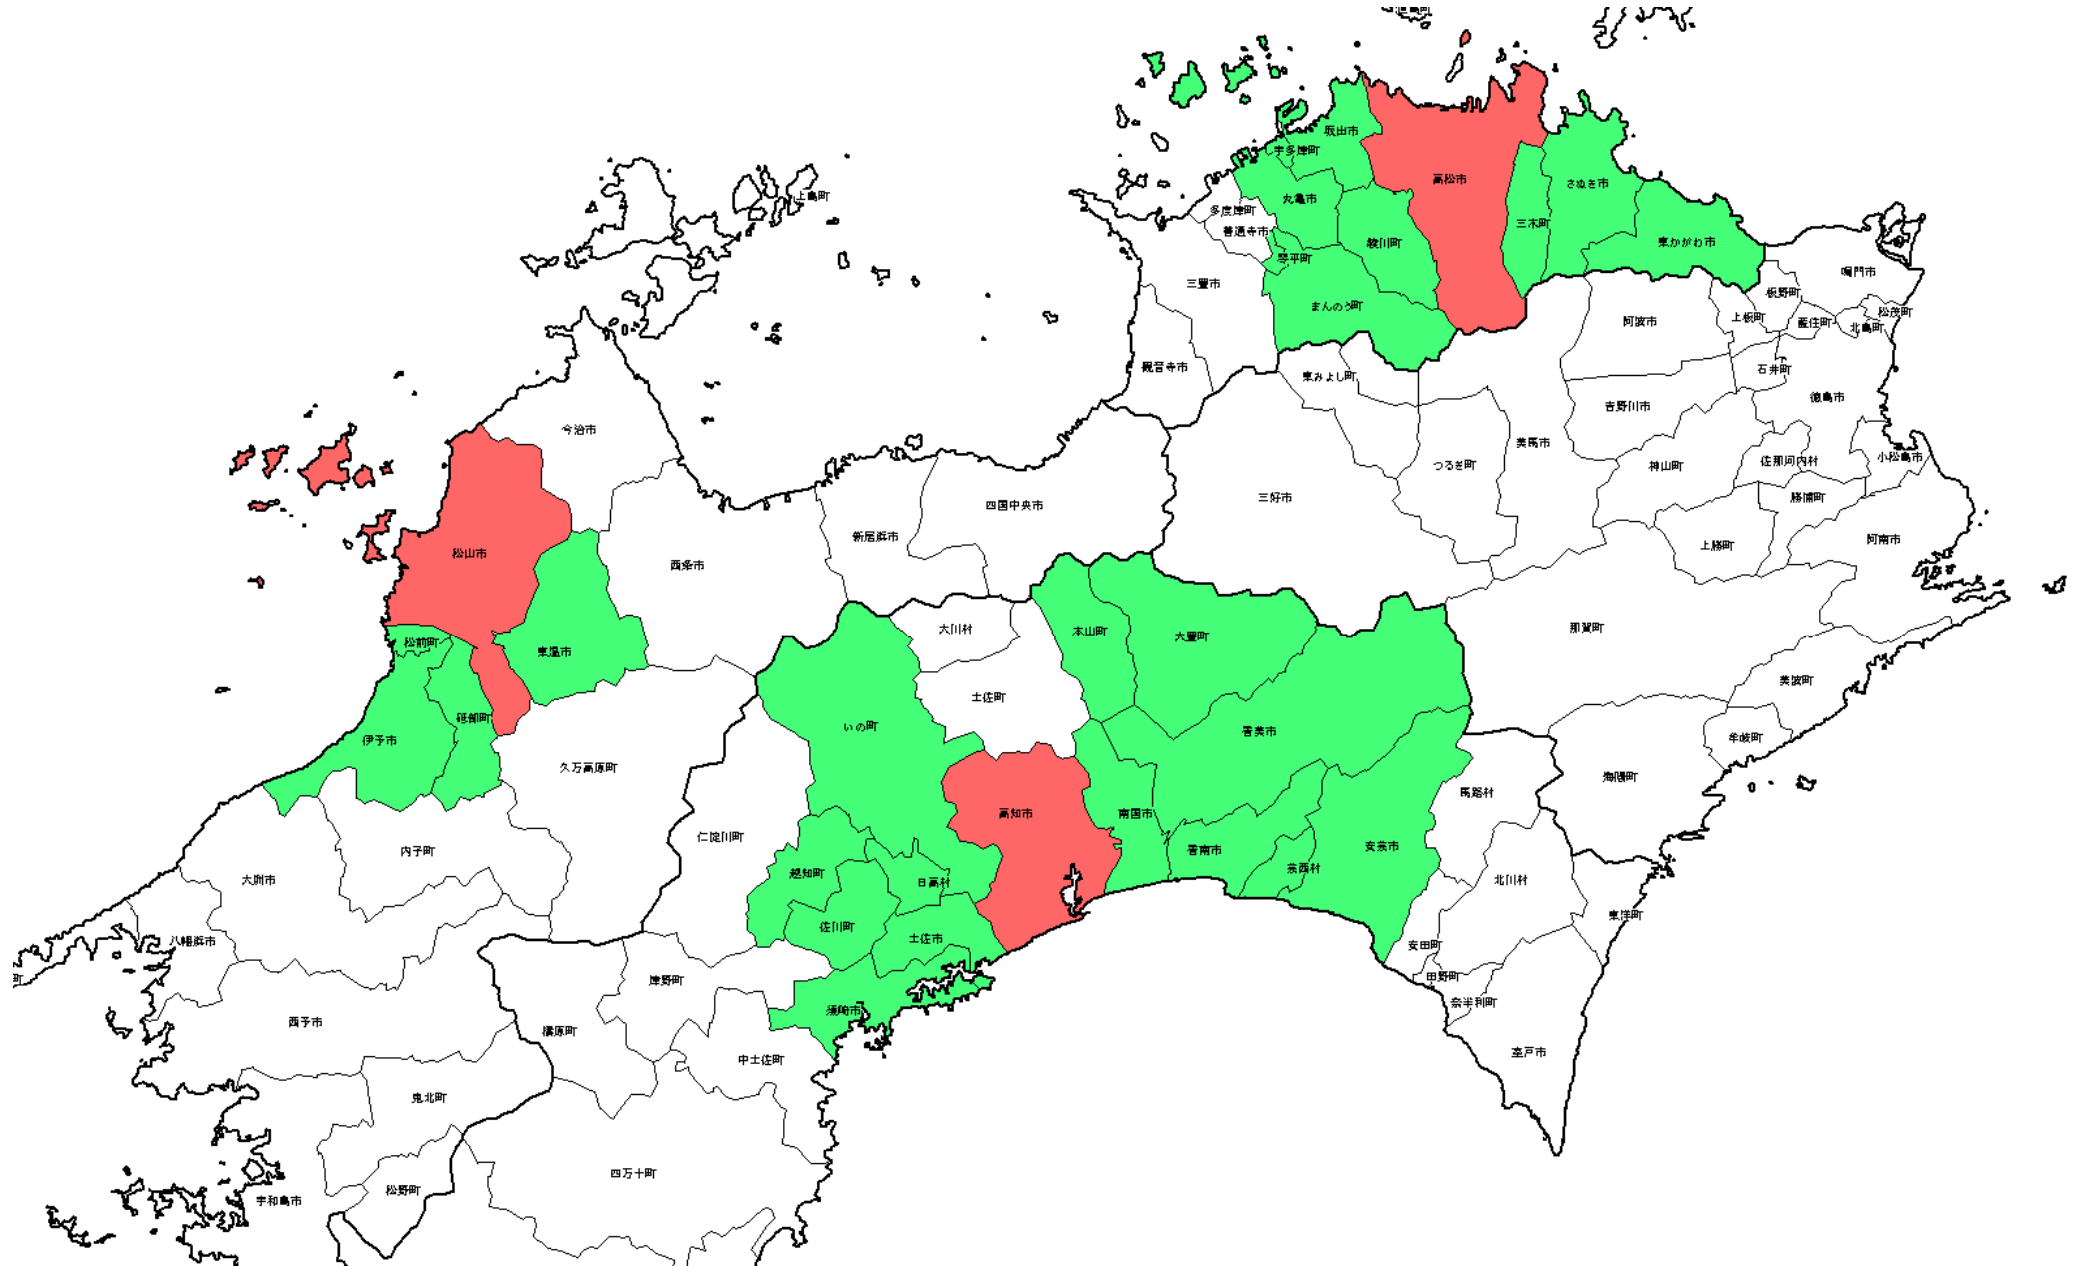 上島町
坂出市
宇多津町
丸亀市
多度津町
善通寺市
琴平町
綾川町
まんのう町
高松市
三木町
さぬき市
東かがわ市
三豊市
観音寺市
鳴門市
板野町
松茂町
上板町
藍住町
北島町
阿波市
石井町
徳島市
東みよし町
吉野川市
美馬市
つるぎ町
神山町
佐那河内村
小松島市
勝浦町
三好市
上勝町
阿南市
那賀町
美波町
牟岐町
海陽町
今治市
松山市
西条市
新居浜市
四国中央市
東温市
松前町
砥部町
伊予市
久万高原町
内子町
大洲市
八幡浜市
町
西予市
鬼北町
松野町
宇和島市
大川村
本山町
大豊町
土佐町
いの町
香美市
高知市
南国市
香南市
芸西村
安芸市
馬路村
北川村
東洋町
安田町
田野町
奈半利町
室戸市
仁淀川町
越知町
日高村
佐川町
土佐市
須崎市
津野町
檮原町
中土佐町
四万十町